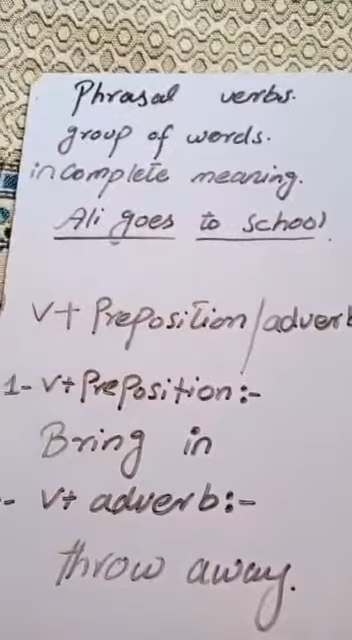 Phrasal verbs.
group of words.
incomplete meaning.
Ali goes to school.
V+ Preposition/adverb
1- V+Preposition:-
Bring in
- V+ adverb:-
throw away.